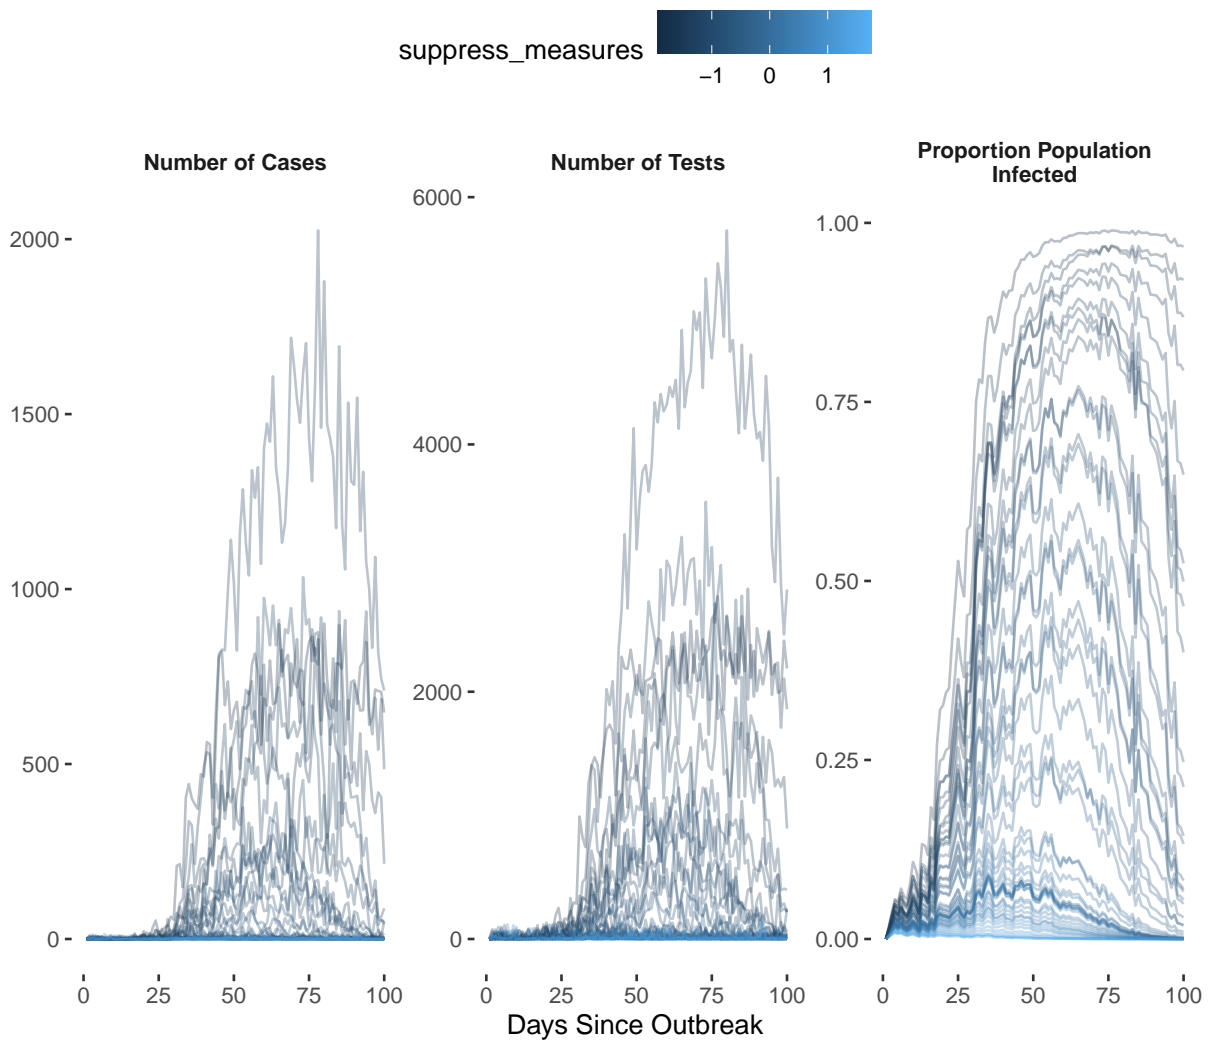 suppress_measures
−1 0 1
Number of Cases
Number of Tests
Proportion Population
Infected
2000
1500
1000
500
0
6000
4000
2000
0
1.00
0.75
0.50
0.25
0.00
0 25 50 75 100
0 25 50 75 100
0 25 50 75 100
Days Since Outbreak